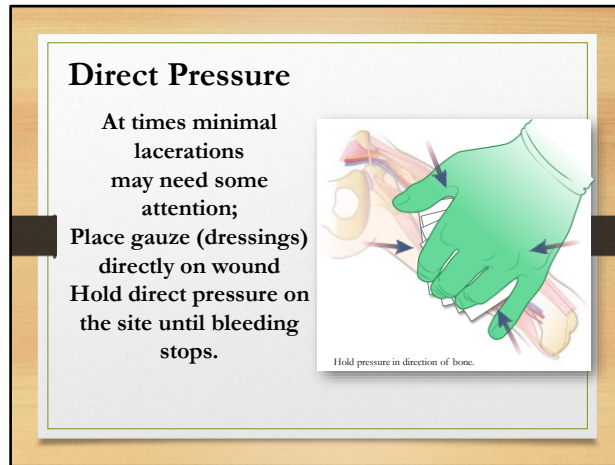 Direct Pressure
At times minimal
lacerations
may need some
attention;
Place gauze (dressings)
directly on wound
Hold direct pressure on
the site until bleeding
stops.
Hold pressure in direction of bone.